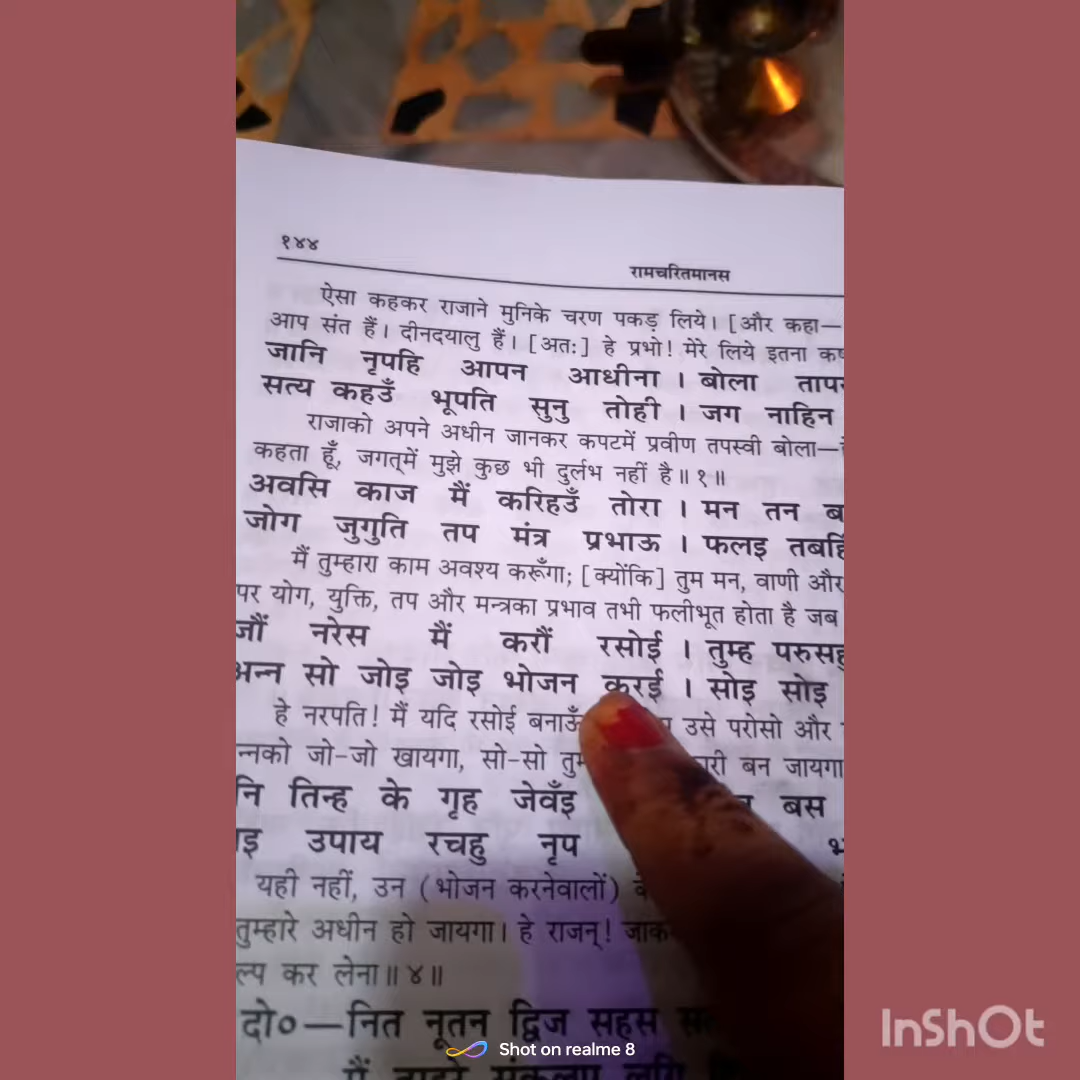 १४४
रामचरितमानस
ऐसा कहकर राजाने मुनिके चरण पकड़ लिये। [और कहा—
आप संत हैं। दीनदयालु हैं। [अतः] हे प्रभो! मेरे लिये इतना
जानि नृपहि आपन आधीना । बोला
सत्य कहउँ भूपति सुनु तोही । जग नाहिन
राजाको अपने अधीन जानकर कपटमें प्रवीण तपस्वी बोला—
कहता हूँ, जगत्‌में मुझे कुछ भी दुर्लभ नहीं है॥१॥
अवसि काज मैं करिहउँ तोरा । मन तन
जोग जुगुति तप मंत्र प्रभाऊ । फलइ तबहिं
मैं तुम्हारा काम अवश्य करूँगा; [क्योंकि] तुम मन, वाणी और
पर योग, युक्ति, तप और मन्त्रका प्रभाव तभी फलीभूत होता है जब
जौं नरेस मैं करौं रसोई । तुम्ह
अन्न सो जोइ जोइ भोजन करई । सोइ सोइ
हे नरपति! मैं यदि रसोई बनाऊँ उसे परोसो और
जो-जो खायगा, सो-सो बन जायगा
तिन्ह के गृह जेवँइ बस
उपाय रचहु नृप
यही नहीं, उन (भोजन करनेवालों)
तुम्हारे अधीन हो जायगा। हे राजन्!
कर लेना॥४॥
दो०—नित नूतन द्विज सहस
मैं
Shot on realme 8
InShOt